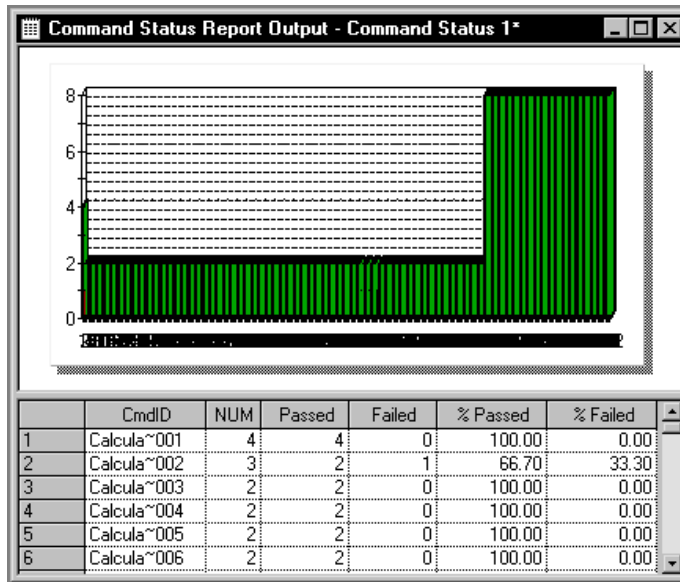 Command Status Report Output - Command Status 1*
8
6
4
2
0
CmdID NUM Passed Failed % Passed % Failed
1 Calcula~001 4 4 0 100.00 0.00
2 Calcula~002 3 2 1 66.70 33.30
3 Calcula~003 2 2 0 100.00 0.00
4 Calcula~004 2 2 0 100.00 0.00
5 Calcula~005 2 2 0 100.00 0.00
6 Calcula~006 2 2 0 100.00 0.00